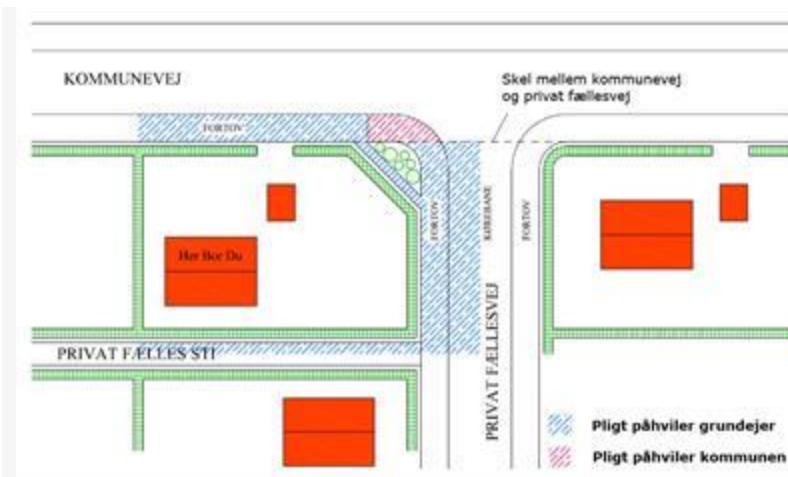 KOMMUNEVEJ
Skel mellem kommunevej
og privat fællesvej
FORTOV
FORTOV
KØREBANE
FORTOV
Her Bor Du
PRIVAT FÆLLES STI
PRIVAT FÆLLESVEJ
Pligt påhviler grundejer
Pligt påhviler kommunen